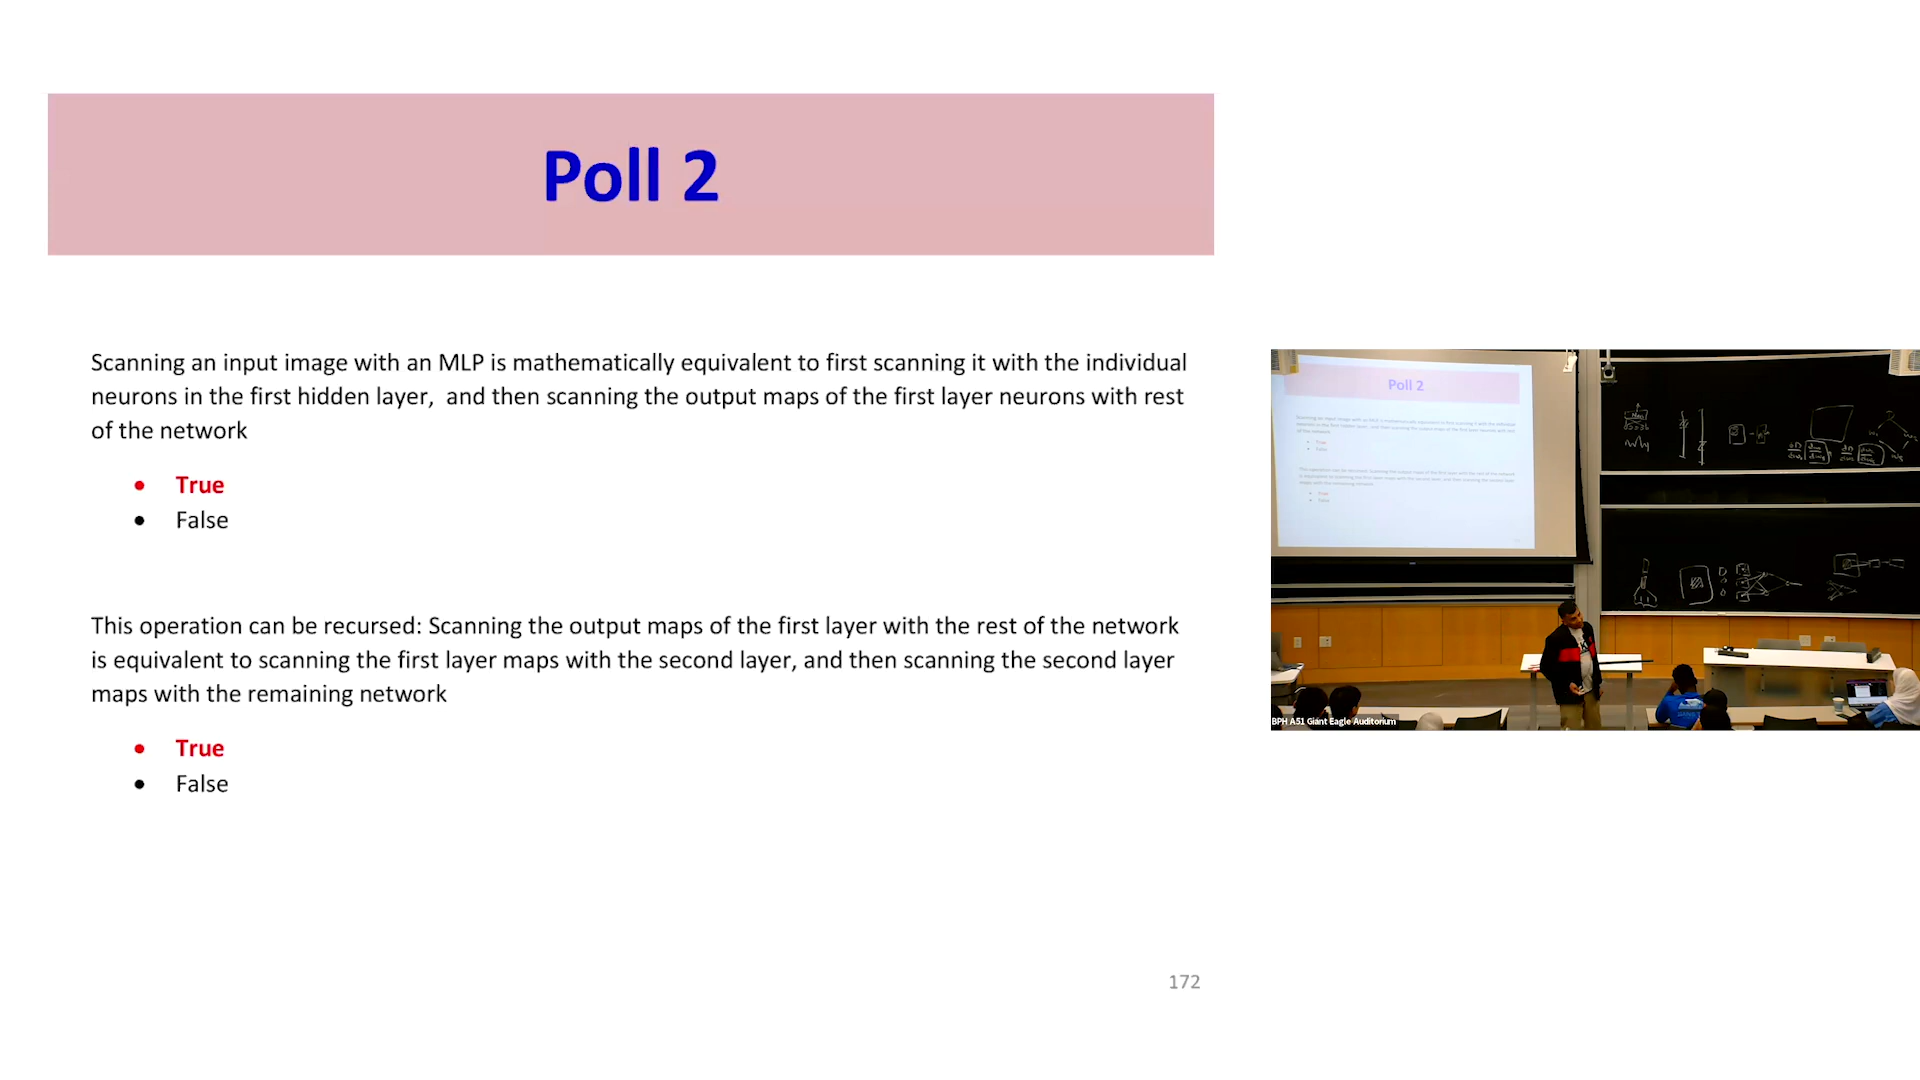 Poll 2
Scanning an input image with an MLP is mathematically equivalent to first scanning it with the individual
neurons in the first hidden layer, and then scanning the output maps of the first layer neurons with rest
of the network
• True
• False
This operation can be recursed: Scanning the output maps of the first layer with the rest of the network
is equivalent to scanning the first layer maps with the second layer, and then scanning the second layer
maps with the remaining network
• True
• False
172
Poll 2
BPH A51 Giant Eagle Auditorium